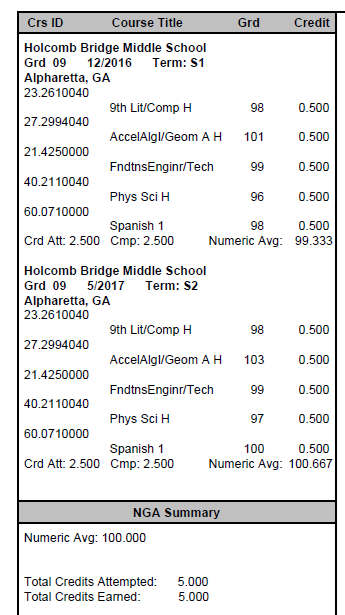 Crs ID Course Title Grd Credit
Holcomb Bridge Middle School
Grd 09 12/2016 Term: S1
Alpharetta, GA
23.2610040
9th Lit/Comp H 98 0.500
27.2994040
AccelAlgI/Geom A H 101 0.500
21.4250000
FndtnsEnginr/Tech 99 0.500
40.2110040
Phys Sci H 96 0.500
60.0710000
Spanish 1 98 0.500
Crd Att: 2.500 Cmp: 2.500 Numeric Avg: 99.333
Holcomb Bridge Middle School
Grd 09 5/2017 Term: S2
Alpharetta, GA
23.2610040
9th Lit/Comp H 98 0.500
27.2994040
AccelAlgI/Geom A H 103 0.500
21.4250000
FndtnsEnginr/Tech 99 0.500
40.2110040
Phys Sci H 97 0.500
60.0710000
Spanish 1 100 0.500
Crd Att: 2.500 Cmp: 2.500 Numeric Avg: 100.667
NGA Summary
Numeric Avg: 100.000
Total Credits Attempted: 5.000
Total Credits Earned: 5.000